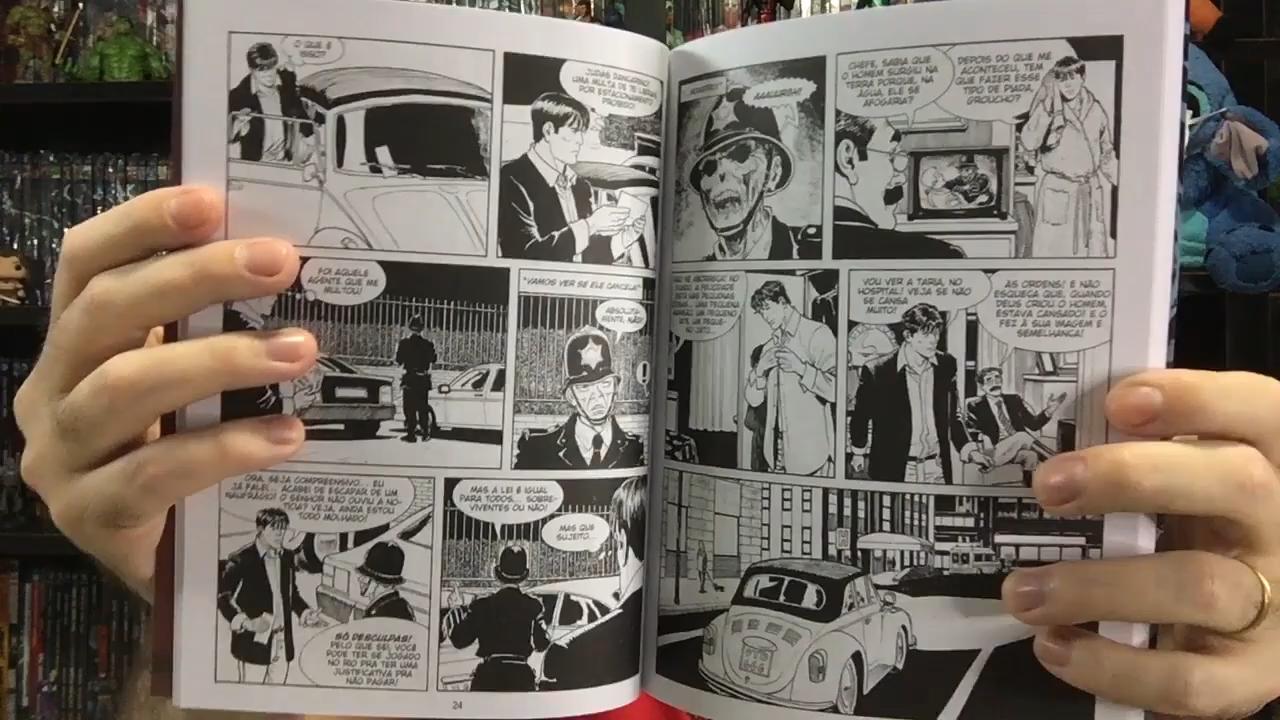 O QUE É
ISSO?
JUDAS DANÇARINO!
UMA MULTA DE 78 LIBRAS
POR ESTACIONAMENTO
PROIBIDO!
FOI AQUELE
AGENTE QUE ME
MULTOU!
"VAMOS VER SE ELE CANCELA!"
ABSOLUTA-
MENTE, NÃO!
ORA, SEJA COMPREENSIVO... EU
JÁ FALEI... ACABEI DE ESCAPAR DE UM
NAUFRÁGIO! O SENHOR NÃO OUVIU A NO-
TÍCIA? VEJA, AINDA ESTOU
TODO MOLHADO!
SÓ DESCULPAS!
PELO QUE SEI, VOCÊ
PODE TER SE JOGADO
NO RIO PRA TER UMA
JUSTIFICATIVA PRA
NÃO PAGAR!
MAS A LEI É IGUAL
PARA TODOS... SOBRE-
VIVENTES OU NÃO!
MAS QUE
SUJEITO...
24
CHEFE, SABIA QUE
O HOMEM SURGIU NA
TERRA PORQUE, NA
ÁGUA, ELE SE
AFOGARIA?
DEPOIS DO QUE ME
ACONTECEU, TEM
QUE FAZER ESSE
TIPO DE PIADA,
GROUCHO?
VOU VER A TARIA, NO
HOSPITAL! VEJA SE NÃO
SE CANSA
MUITO!
ÀS ORDENS! E NÃO
ESQUEÇA QUE, QUANDO
DEUS CRIOU O HOMEM,
ESTAVA CANSADO! E O
FEZ À SUA IMAGEM E
SEMELHANÇA!
H
666